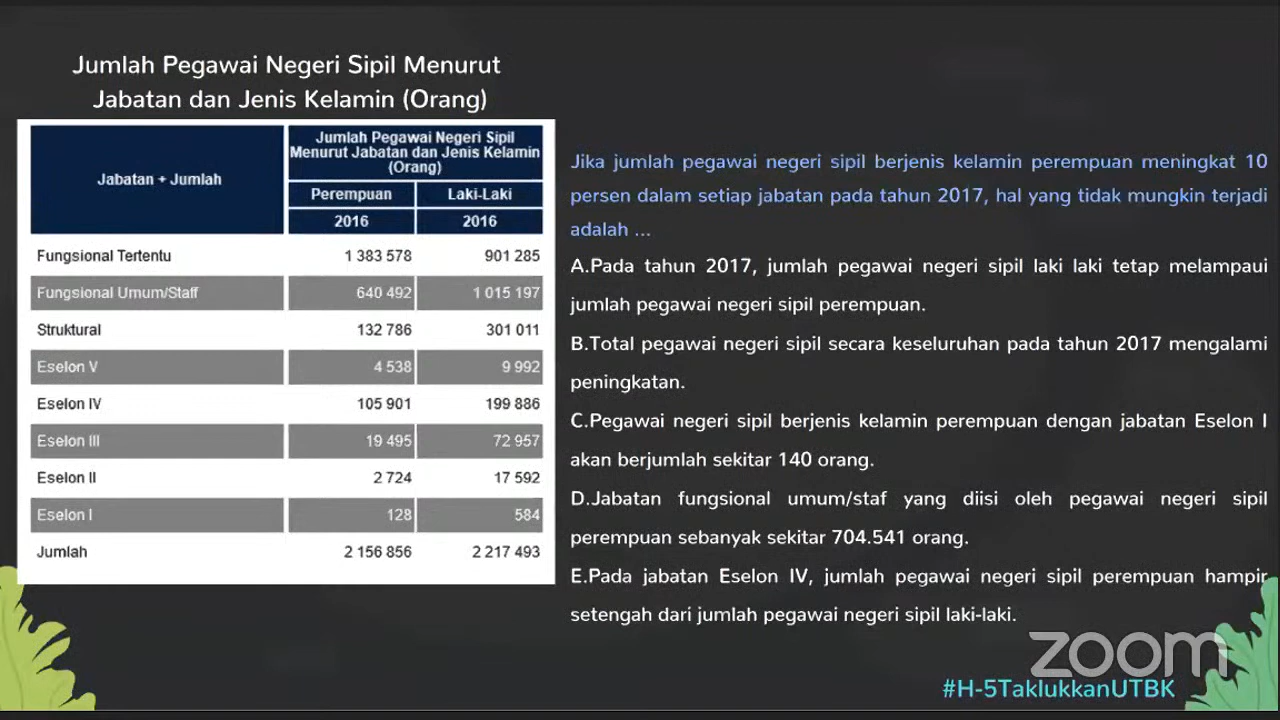 Jumlah Pegawai Negeri Sipil Menurut
Jabatan dan Jenis Kelamin (Orang)
Jabatan + Jumlah
Jumlah Pegawai Negeri Sipil
Menurut Jabatan dan Jenis Kelamin
(Orang)
Perempuan Laki-Laki
2016 2016
Fungsional Tertentu 1 383 578 901 285
Fungsional Umum/Staff 640 492 1 015 197
Struktural 132 786 301 011
Eselon V 4 538 9 992
Eselon IV 105 901 199 886
Eselon III 19 495 72 957
Eselon II 2 724 17 592
Eselon I 128 584
Jumlah 2 156 856 2 217 493
Jika jumlah pegawai negeri sipil berjenis kelamin perempuan meningkat 10
persen dalam setiap jabatan pada tahun 2017, hal yang tidak mungkin terjadi
adalah ...
A.Pada tahun 2017, jumlah pegawai negeri sipil laki laki tetap melampaui
jumlah pegawai negeri sipil perempuan.
B.Total pegawai negeri sipil secara keseluruhan pada tahun 2017 mengalami
peningkatan.
C.Pegawai negeri sipil berjenis kelamin perempuan dengan jabatan Eselon I
akan berjumlah sekitar 140 orang.
D.Jabatan fungsional umum/staf yang diisi oleh pegawai negeri sipil
perempuan sebanyak sekitar 704.541 orang.
E.Pada jabatan Eselon IV, jumlah pegawai negeri sipil perempuan hampir
setengah dari jumlah pegawai negeri sipil laki-laki.
zoom
#H-5TaklukkanUTBK